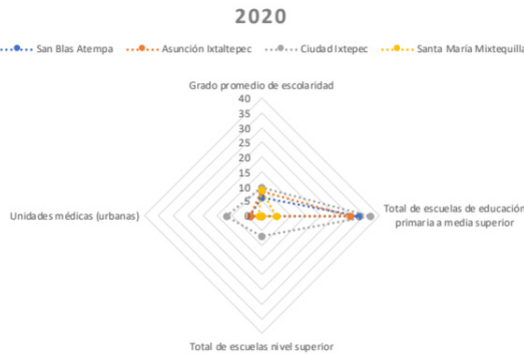 2020
San Blas Atempa Asunción Ixtaltepec Ciudad Ixtepec Santa María Mixtequilla
Grado promedio de escolaridad
40
35
30
25
20
15
10
5
0
Unidades médicas (urbanas)
Total de escuelas de educación
primaria a media superior
Total de escuelas nivel superior